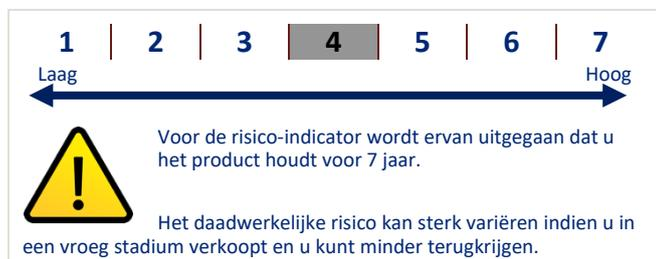 1 2 3 4 5 6 7
Laag Hoog
Voor de risico-indicator wordt ervan uitgegaan dat u
het product houdt voor 7 jaar.
Het daadwerkelijke risico kan sterk variëren indien u in
een vroeg stadium verkoopt en u kunt minder terugkrijgen.